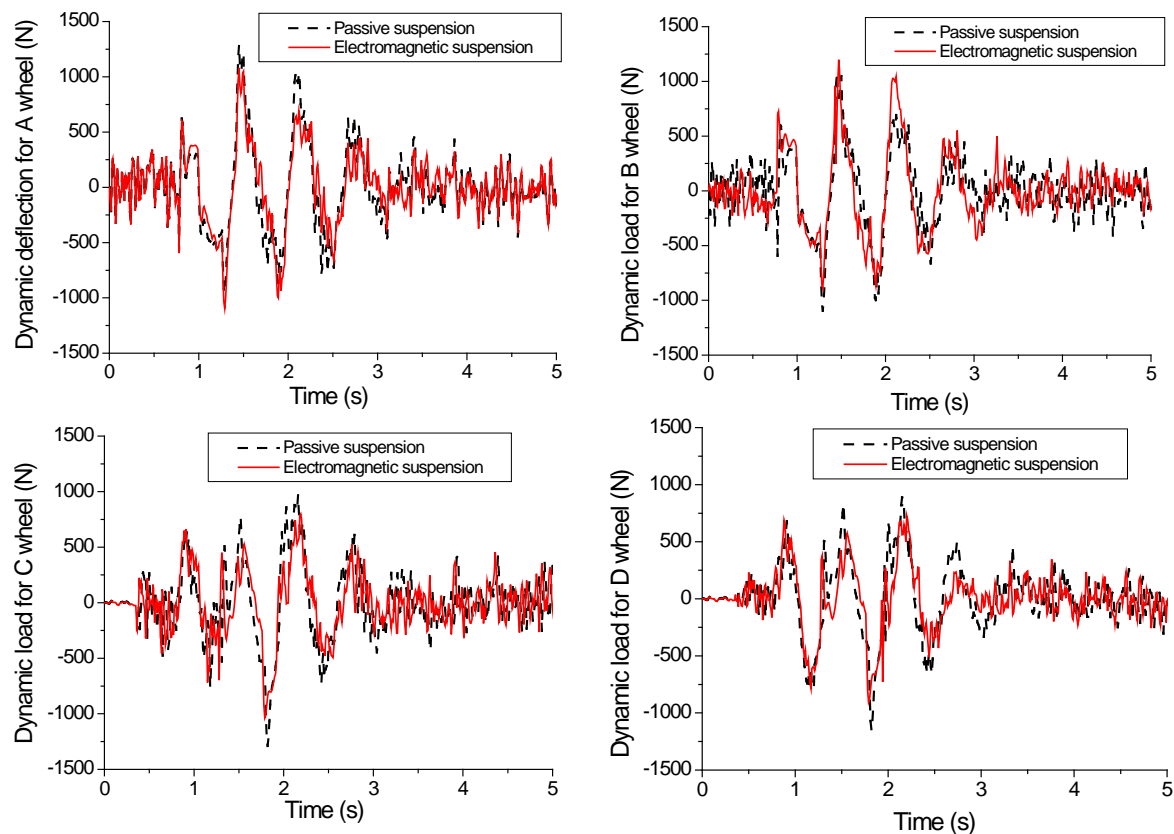 Passive suspension
Electromagnetic suspension
Dynamic deflection for A wheel (N)
1500
1000
500
0
-500
-1000
-1500
0 1 2 3 4 5
Time (s)
Passive suspension
Electromagnetic suspension
Dynamic load for B wheel (N)
1500
1000
500
0
-500
-1000
-1500
0 1 2 3 4 5
Time (s)
Passive suspension
Electromagnetic suspension
Dynamic load for C wheel (N)
1500
1000
500
0
-500
-1000
-1500
0 1 2 3 4 5
Time (s)
Passive suspension
Electromagnetic suspension
Dynamic load for D wheel (N)
1500
1000
500
0
-500
-1000
-1500
0 1 2 3 4 5
Time (s)